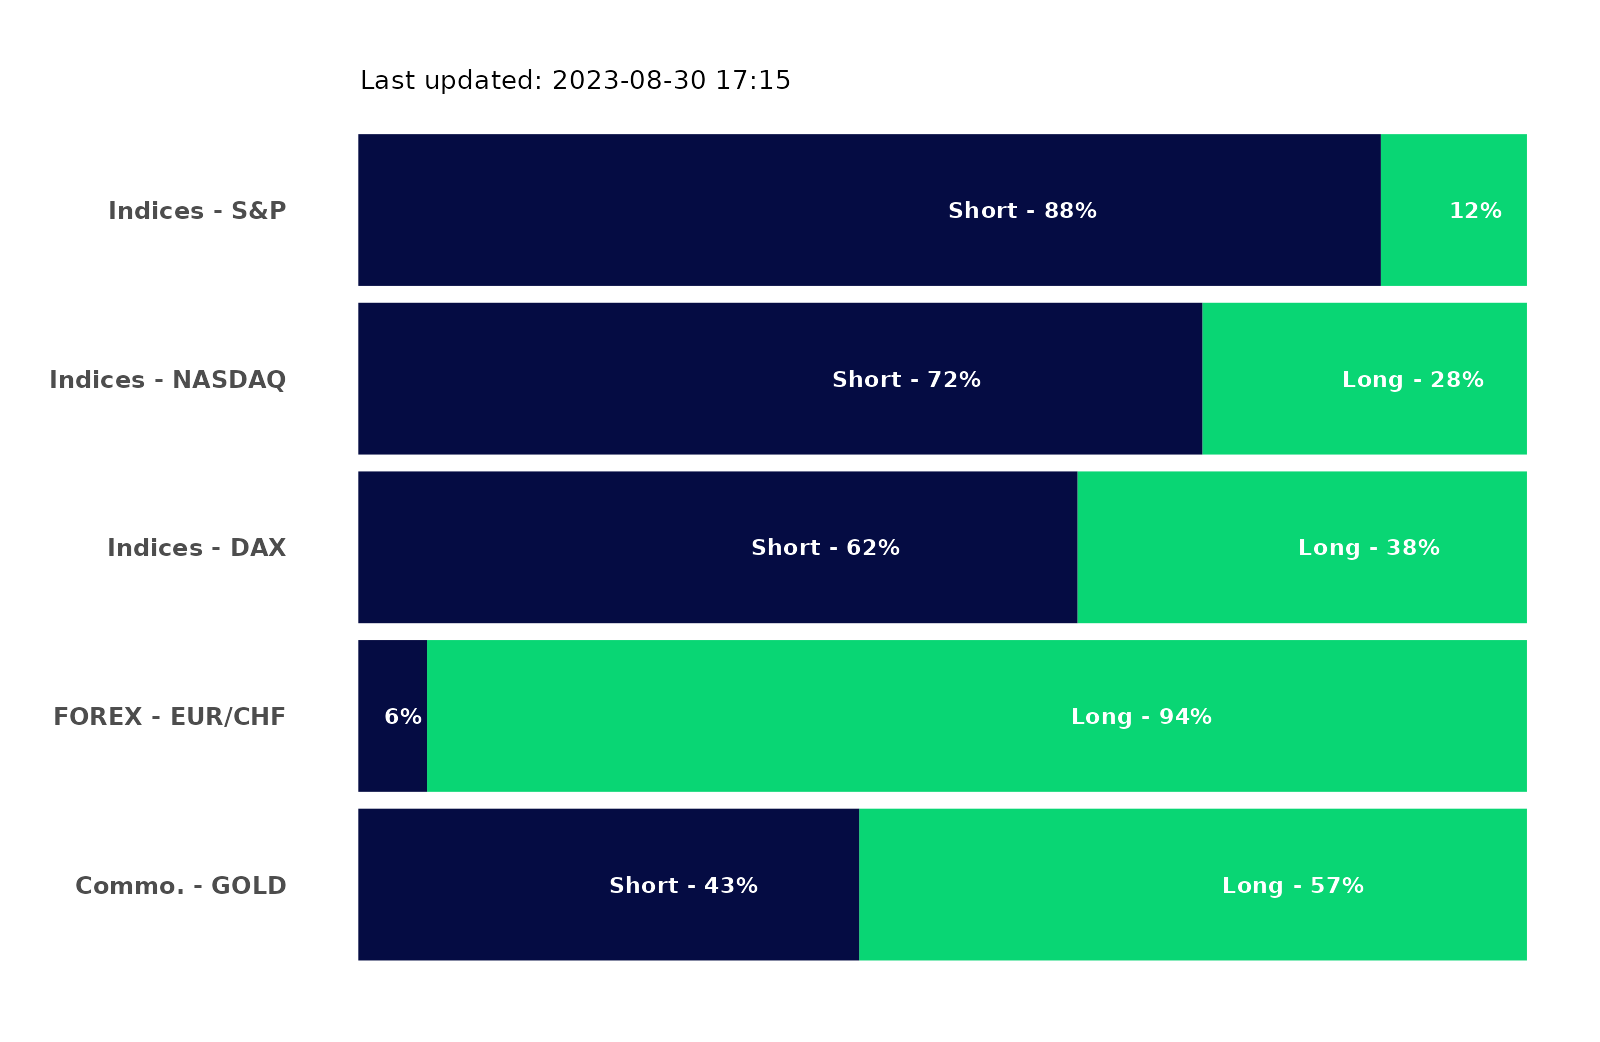 Last updated: 2023-08-30 17:15
Indices - S&P
Short - 88%
12%
Indices - NASDAQ
Short - 72%
Long - 28%
Indices - DAX
Short - 62%
Long - 38%
FOREX - EUR/CHF
6%
Long - 94%
Commo. - GOLD
Short - 43%
Long - 57%